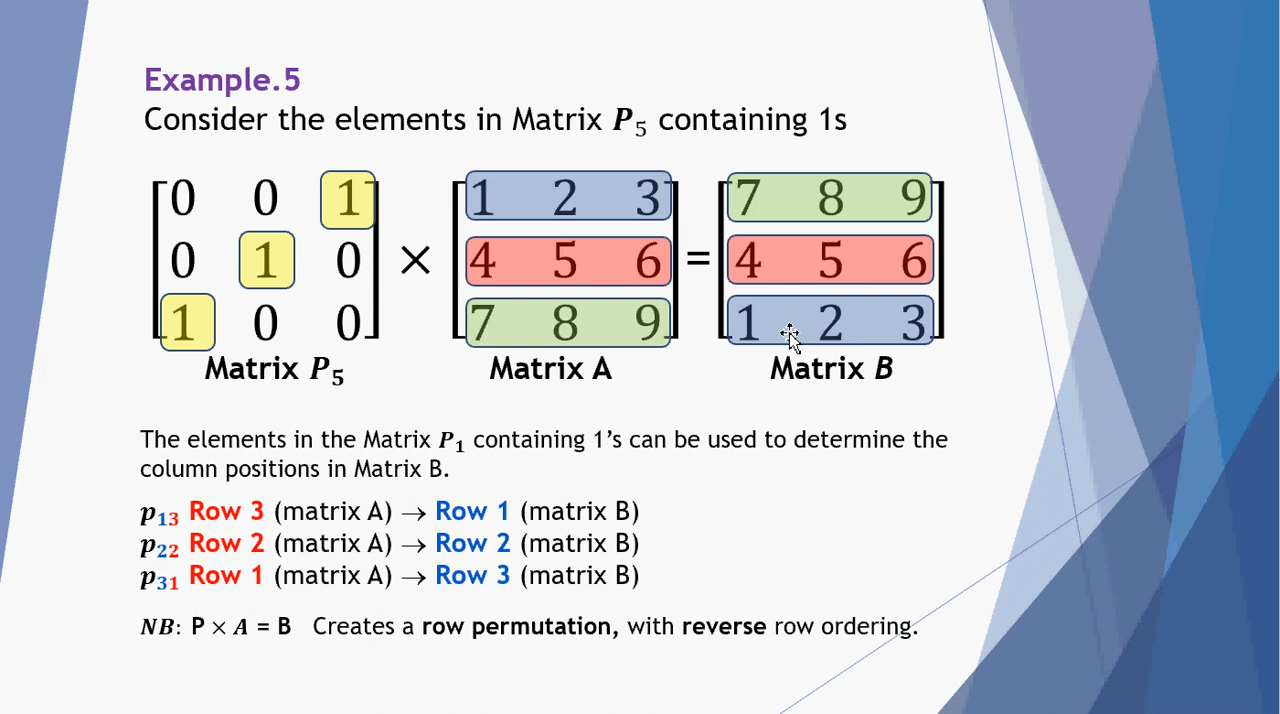 Example.5
Consider the elements in Matrix P₅ containing 1s
0 0 1 1 2 3 7 8 9
0 1 0 × 4 5 6 = 4 5 6
1 0 0 7 8 9 1 2 3
Matrix P₅ Matrix A Matrix B
The elements in the Matrix P₁ containing 1’s can be used to determine the
column positions in Matrix B.
p₁₃ Row 3 (matrix A) → Row 1 (matrix B)
p₂₂ Row 2 (matrix A) → Row 2 (matrix B)
p₃₁ Row 1 (matrix A) → Row 3 (matrix B)
NB: P × A = B Creates a row permutation, with reverse row ordering.